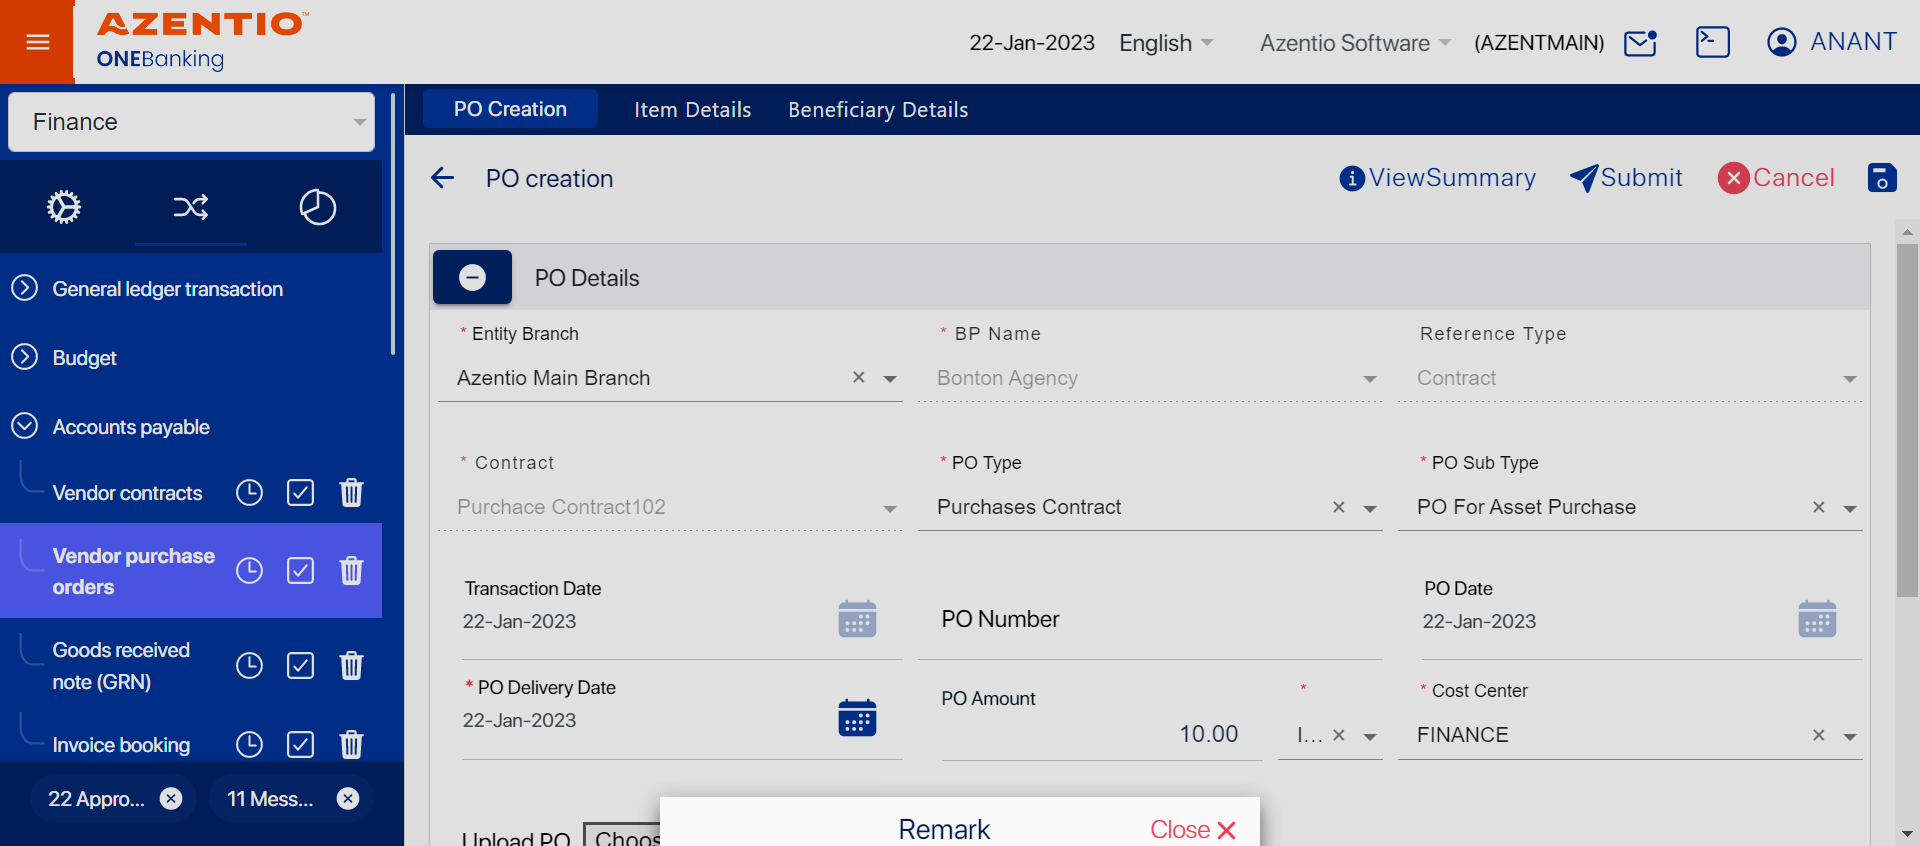 AZENTIO™
ONEBanking
22-Jan-2023 English Azentio Software (AZENTMAIN) ANANT
Finance
PO Creation Item Details Beneficiary Details
PO creation
ViewSummary Submit Cancel
General ledger transaction
Budget
Accounts payable
Vendor contracts
Vendor purchase
orders
Goods received
note (GRN)
Invoice booking
22 Appro...
11 Mess...
PO Details
* Entity Branch
Azentio Main Branch
* BP Name
Bonton Agency
Reference Type
Contract
* Contract
Purchace Contract102
* PO Type
Purchases Contract
* PO Sub Type
PO For Asset Purchase
Transaction Date
22-Jan-2023
PO Number
PO Date
22-Jan-2023
* PO Delivery Date
22-Jan-2023
PO Amount
10.00
*
I...
* Cost Center
FINANCE
Upload PO
Choos
Remark
Close